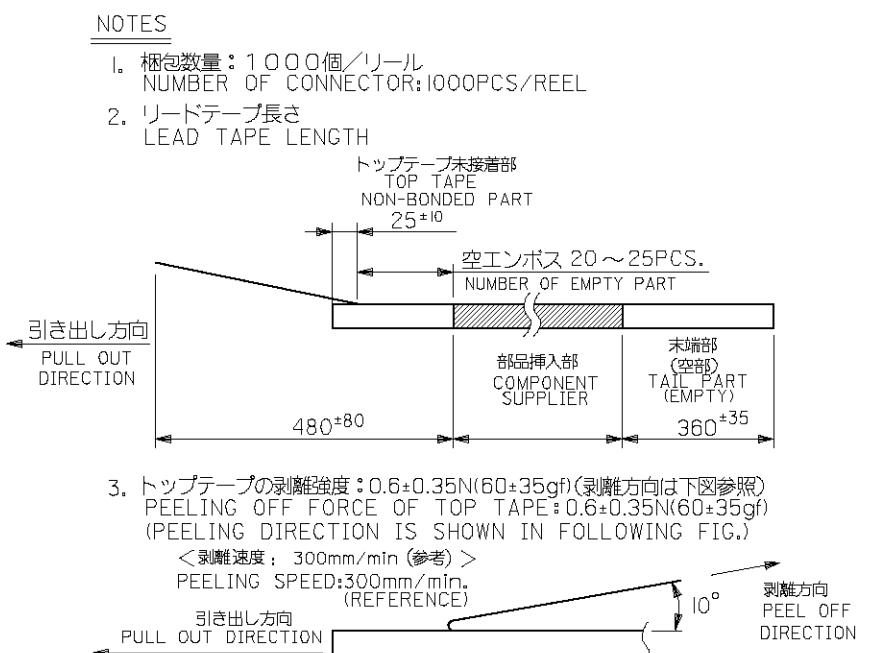 NOTES
1. 梱包数量：1000個／リール
NUMBER OF CONNECTOR:1000PCS/REEL
2. リードテープ長さ
LEAD TAPE LENGTH
トップテープ未接着部
TOP TAPE
NON-BONDED PART
25±10
空エンボス 20～25PCS.
NUMBER OF EMPTY PART
引き出し方向
PULL OUT
DIRECTION
部品挿入部
COMPONENT
SUPPLIER
末端部
(空部)
TAIL PART
(EMPTY)
480±80
360±35
3. トップテープの剥離強度：0.6±0.35N(60±35gf)(剥離方向は下図参照)
PEELING OFF FORCE OF TOP TAPE:0.6±0.35N(60±35gf)
(PEELING DIRECTION IS SHOWN IN FOLLOWING FIG.)
＜剥離速度： 300mm/min (参考) ＞
PEELING SPEED:300mm/min.
(REFERENCE)
10°
剥離方向
PEEL OFF
DIRECTION
引き出し方向
PULL OUT DIRECTION